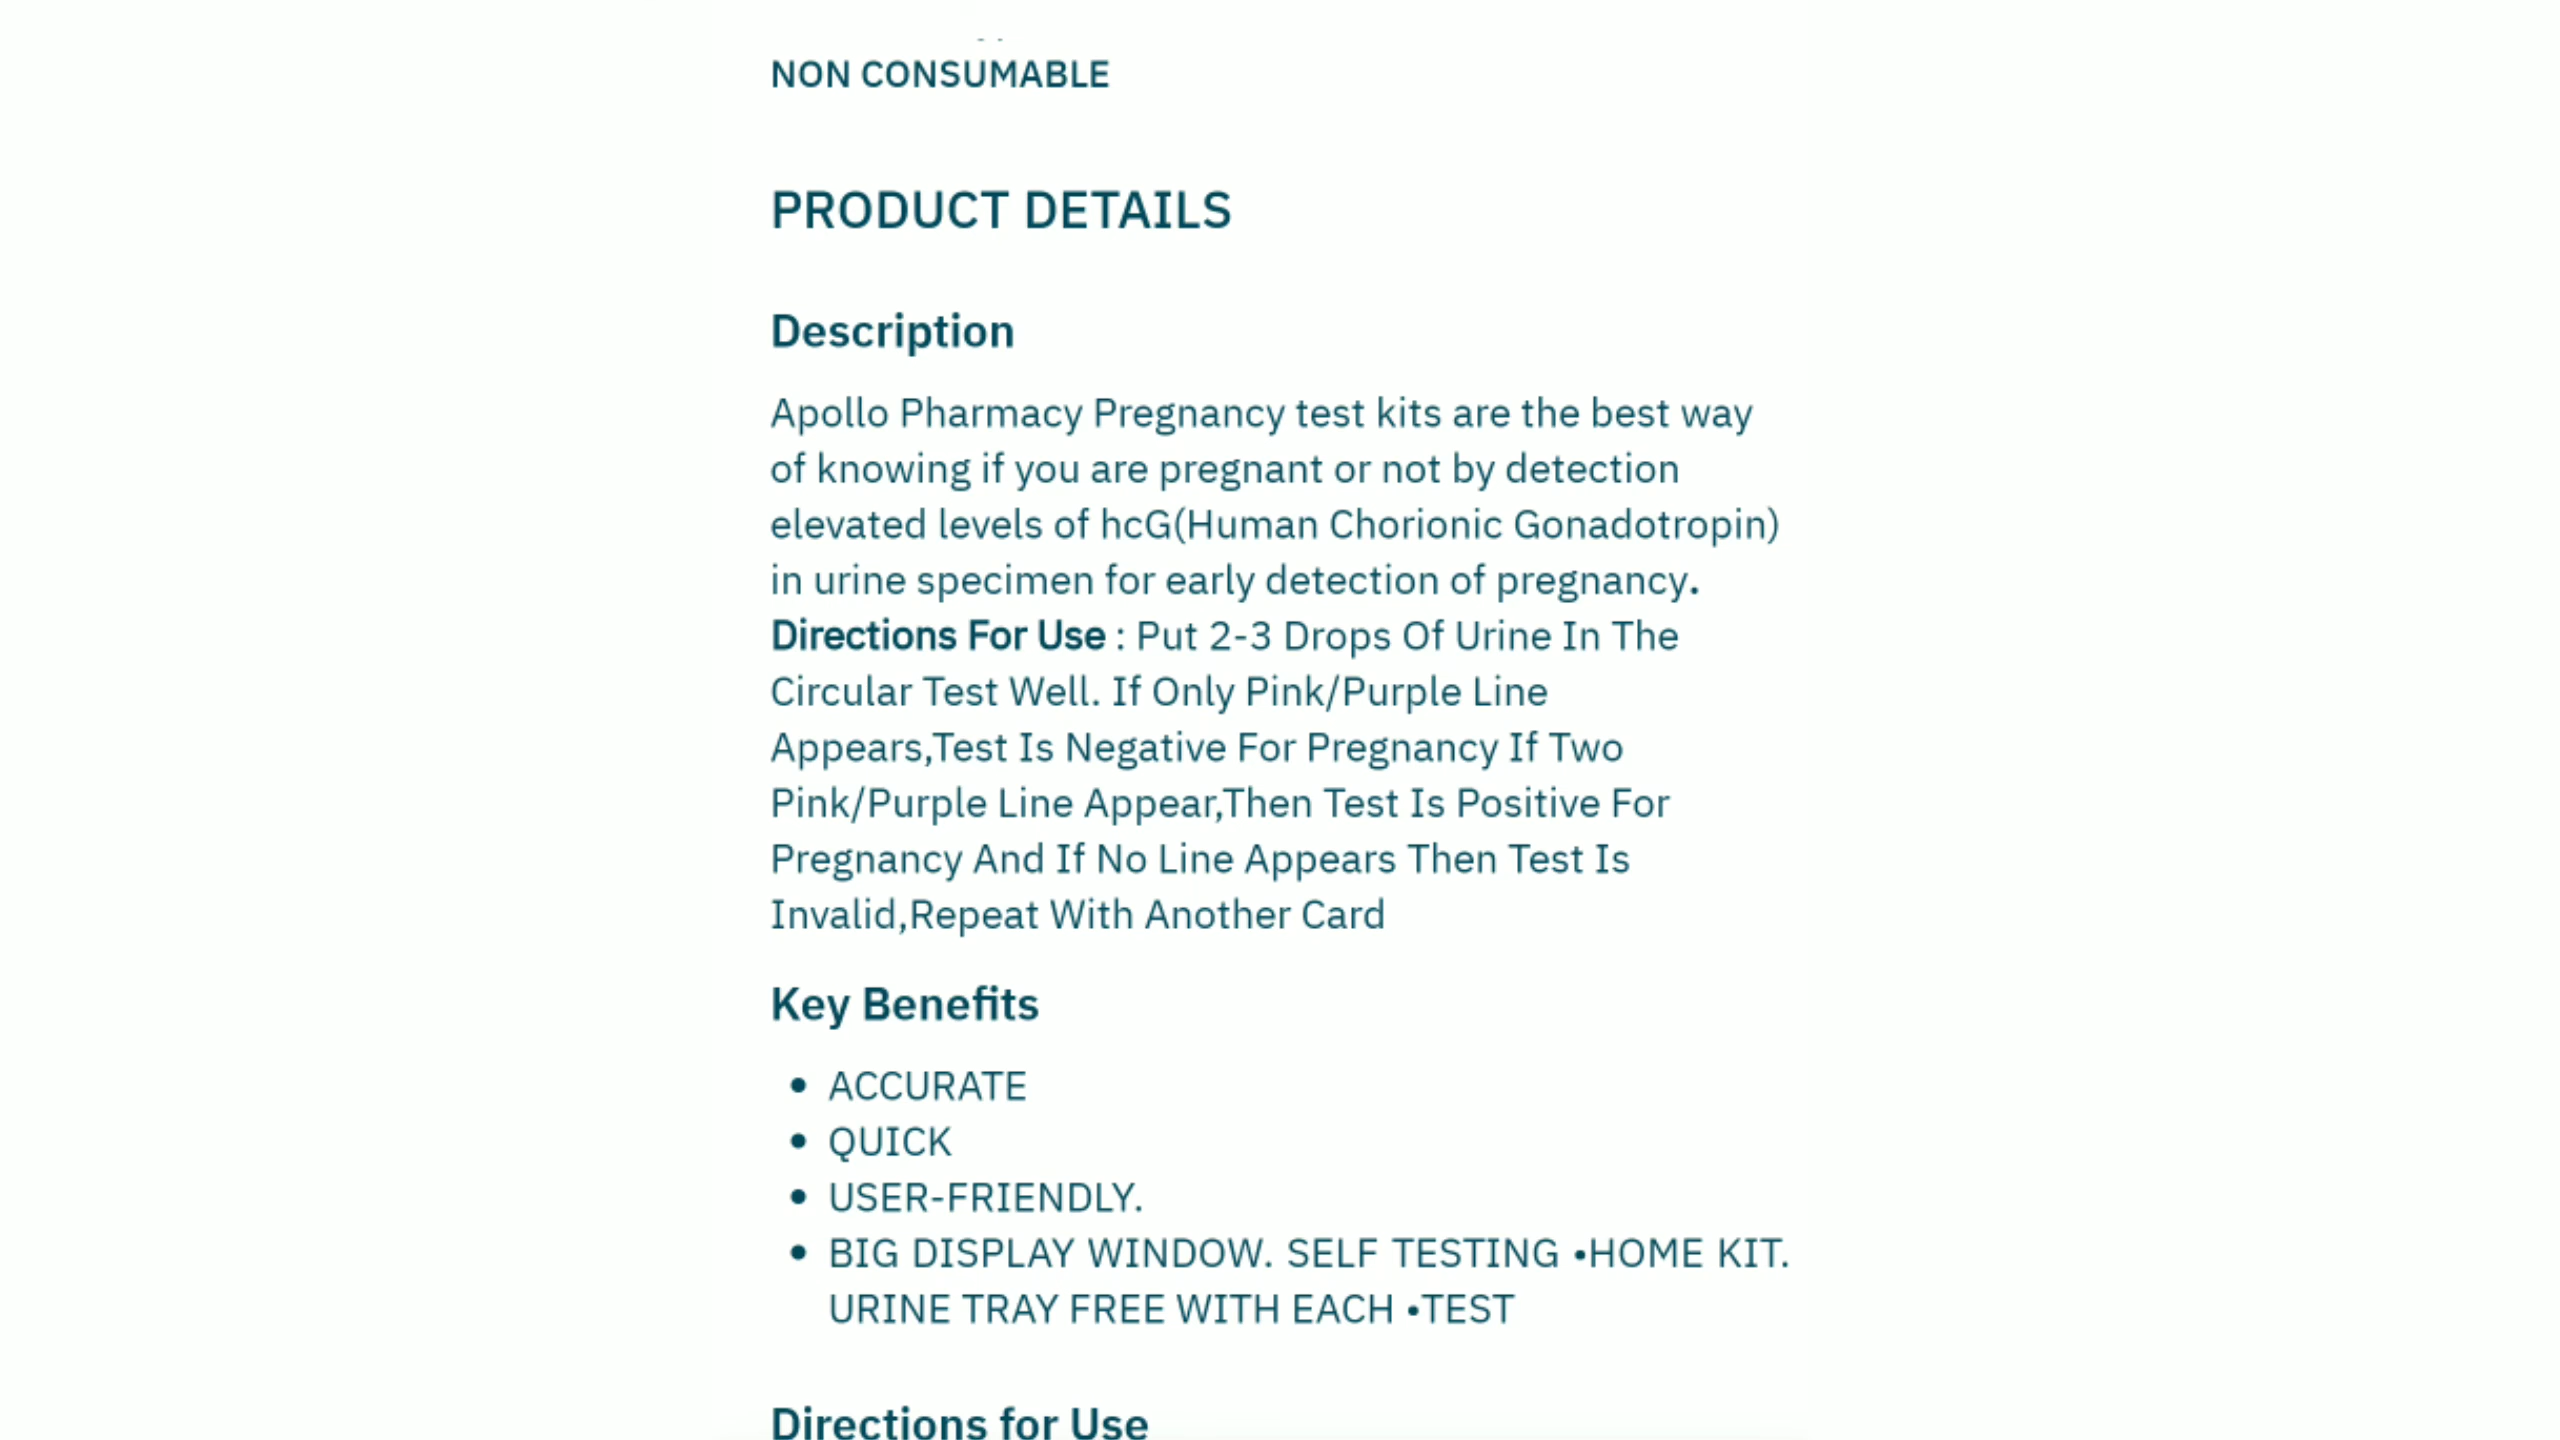 NON CONSUMABLE
PRODUCT DETAILS
Description
Apollo Pharmacy Pregnancy test kits are the best way
of knowing if you are pregnant or not by detection
elevated levels of hcG(Human Chorionic Gonadotropin)
in urine specimen for early detection of pregnancy.
Directions For Use : Put 2-3 Drops Of Urine In The
Circular Test Well. If Only Pink/Purple Line
Appears,Test Is Negative For Pregnancy If Two
Pink/Purple Line Appear,Then Test Is Positive For
Pregnancy And If No Line Appears Then Test Is
Invalid,Repeat With Another Card
Key Benefits
• ACCURATE
• QUICK
• USER-FRIENDLY.
• BIG DISPLAY WINDOW. SELF TESTING •HOME KIT.
URINE TRAY FREE WITH EACH •TEST
Directions for Use